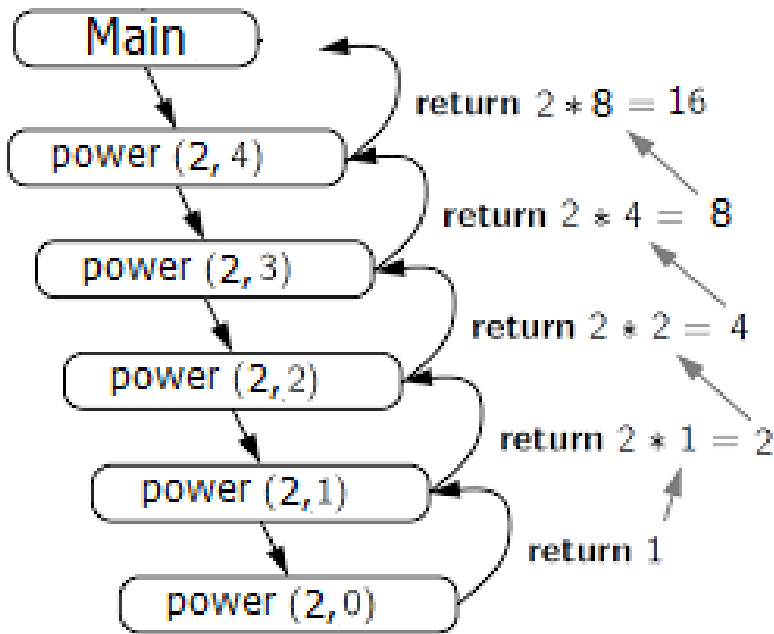 Main
return 2 * 8 = 16
power (2, 4)
return 2 * 4 = 8
power (2, 3)
return 2 * 2 = 4
power (2,2)
return 2 * 1 = 2
power (2,1)
return 1
power (2,0)